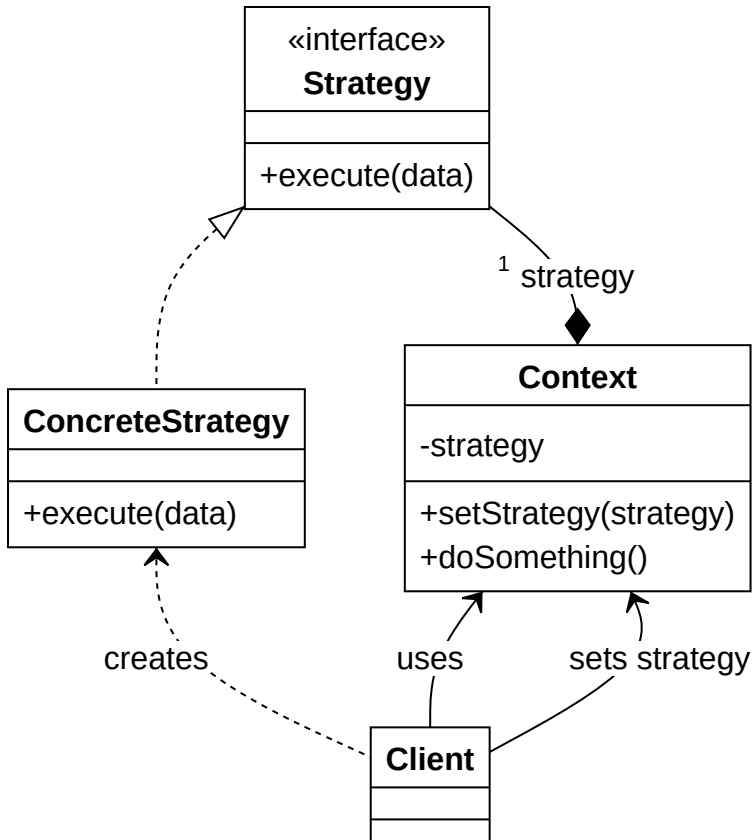 «interface»
Strategy
+execute(data)
1
strategy
Context
ConcreteStrategy
-strategy
+execute(data)
+setStrategy(strategy)
+doSomething()
creates
uses
sets strategy
Client